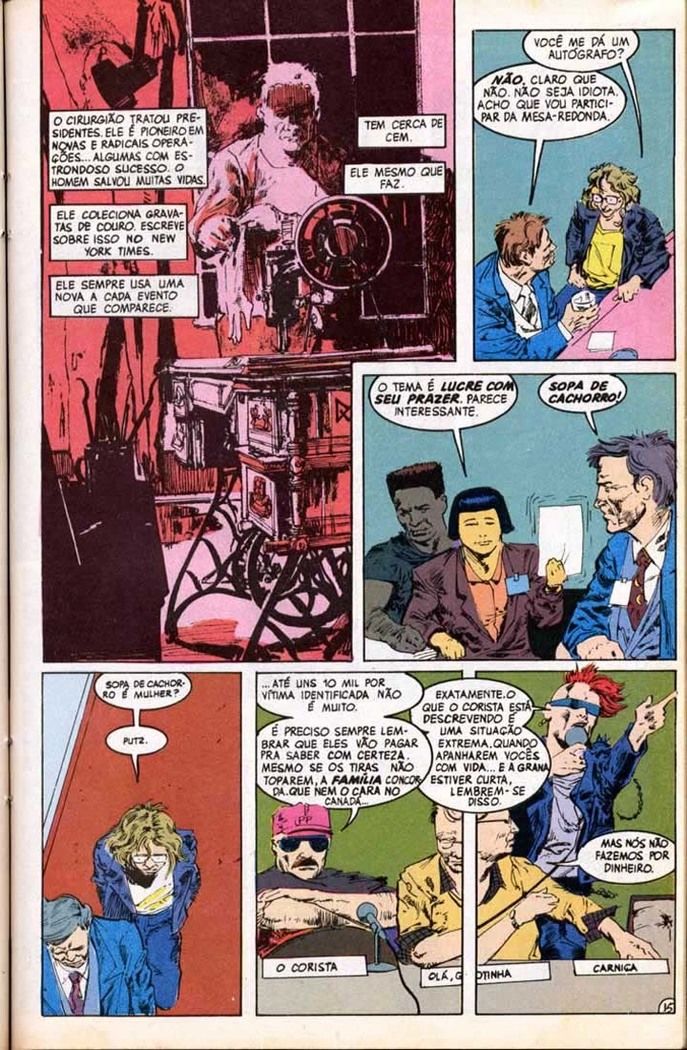 O CIRURGIÃO TRATOU PRE-
SIDENTES. ELE É PIONEIRO EM
NOVAS E RADICAIS OPERA-
ÇÕES... ALGUMAS COM ES-
TRONDOSO SUCESSO. O
HOMEM SALVOU MUITAS VIDAS.
ELE COLECIONA GRAVA-
TAS DE COURO. ESCREVE
SOBRE ISSO NO NEW
YORK TIMES.
ELE SEMPRE USA UMA
NOVA A CADA EVENTO
QUE COMPARECE.
TEM CERCA DE
CEM.
ELE MESMO QUE
FAZ.
VOCÊ ME DÁ UM
AUTÓGRAFO?
NÃO, CLARO QUE
NÃO. NÃO SEJA IDIOTA.
ACHO QUE VOU PARTICI-
PAR DA MESA-REDONDA.
O TEMA É LUCRE COM
SEU PRAZER. PARECE
INTERESSANTE.
SOPA DE
CACHORRO!
SOPA DE CACHOR-
RO É MULHER?
PUTZ.
...ATÉ UNS 10 MIL POR
VÍTIMA IDENTIFICADA NÃO
É MUITO.
É PRECISO SEMPRE LEM-
BRAR QUE ELES VÃO PAGAR
PRA SABER COM CERTEZA.
MESMO SE OS TIRAS NÃO
TOPAREM, A FAMÍLIA CONCOR-
DA. QUE NEM O CARA NO
CANADÁ...
PP
O CORISTA
EXATAMENTE. O
QUE O CORISTA ESTÁ
DESCREVENDO É
UMA SITUAÇÃO
EXTREMA. QUANDO
APANHAREM VOCÊS
COM VIDA... E A GRANA
ESTIVER CURTA,
LEMBREM-SE
DISSO.
MAS NÓS NÃO
FAZEMOS POR
DINHEIRO.
OLÁ, G OTINHA
CARNIÇA
15